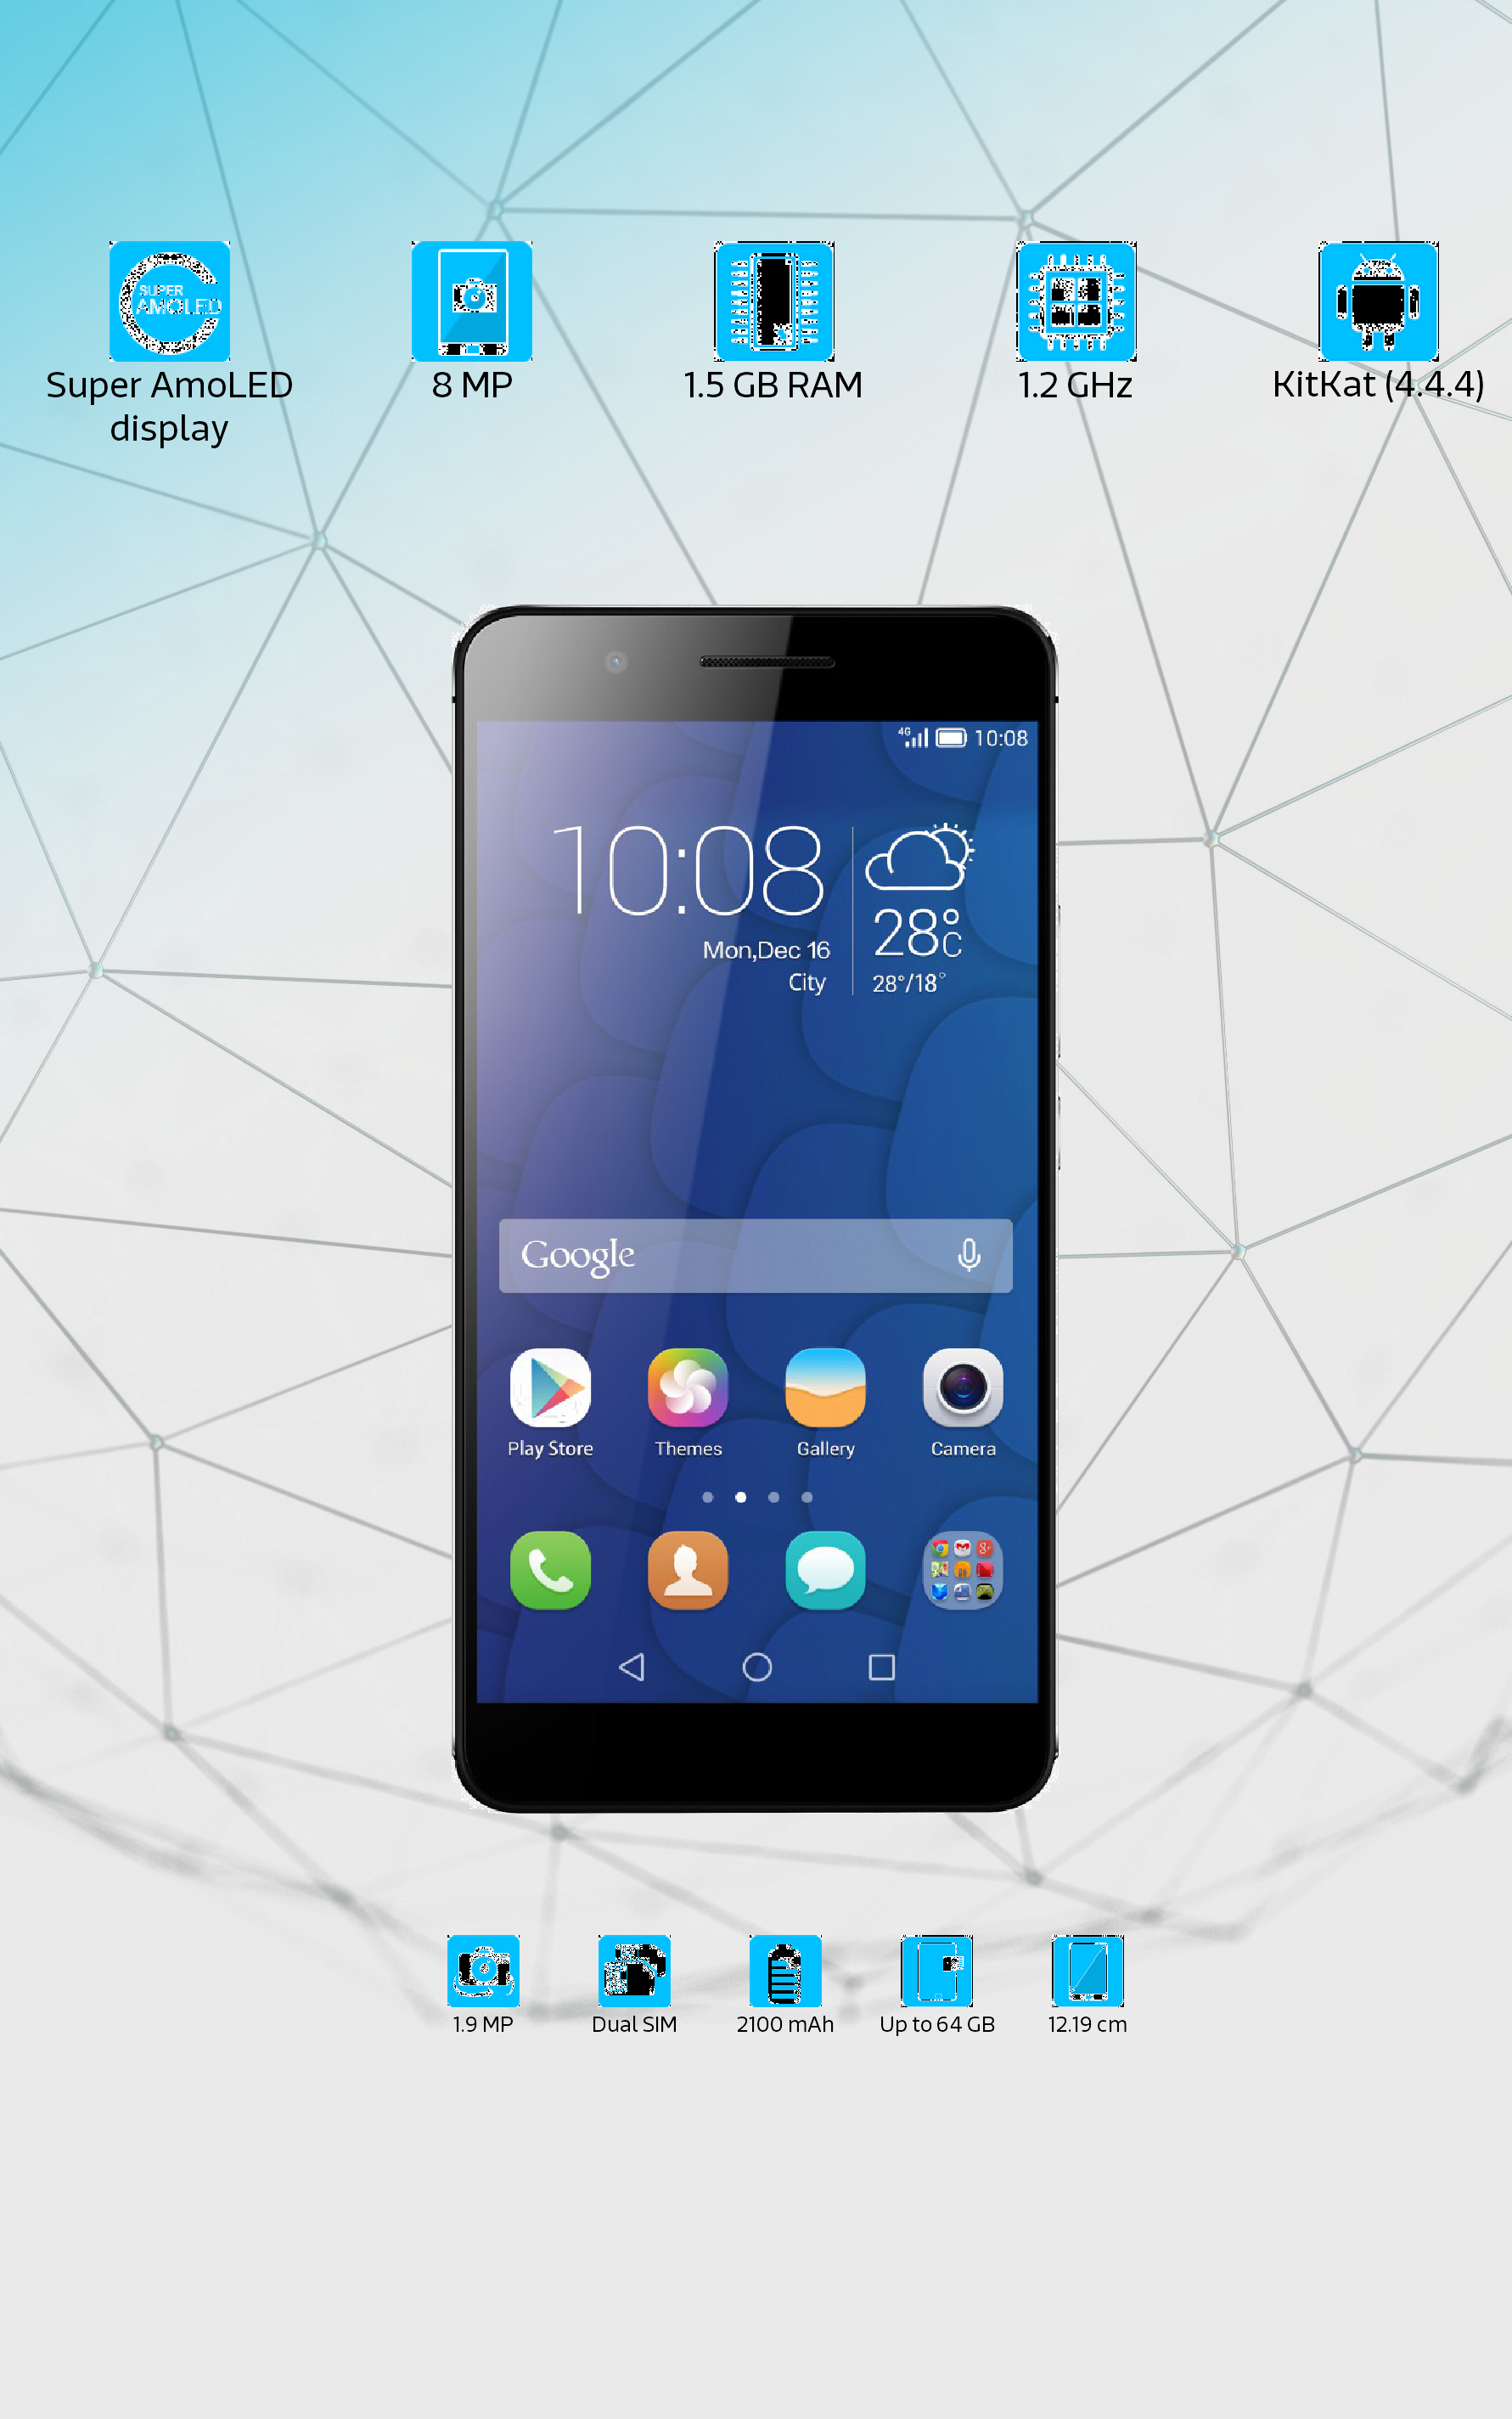 SUPER
AMOLED
Super AmoLED
display
8 MP
1.5 GB RAM
1.2 GHz
KitKat (4.4.4)
4G
10:08
10:08
Mon,Dec 16
City
28°C
28°/18°
Google
Play Store
Themes
Gallery
Camera
8+
1.9 MP
Dual SIM
2100 mAh
Up to 64 GB
12.19 cm